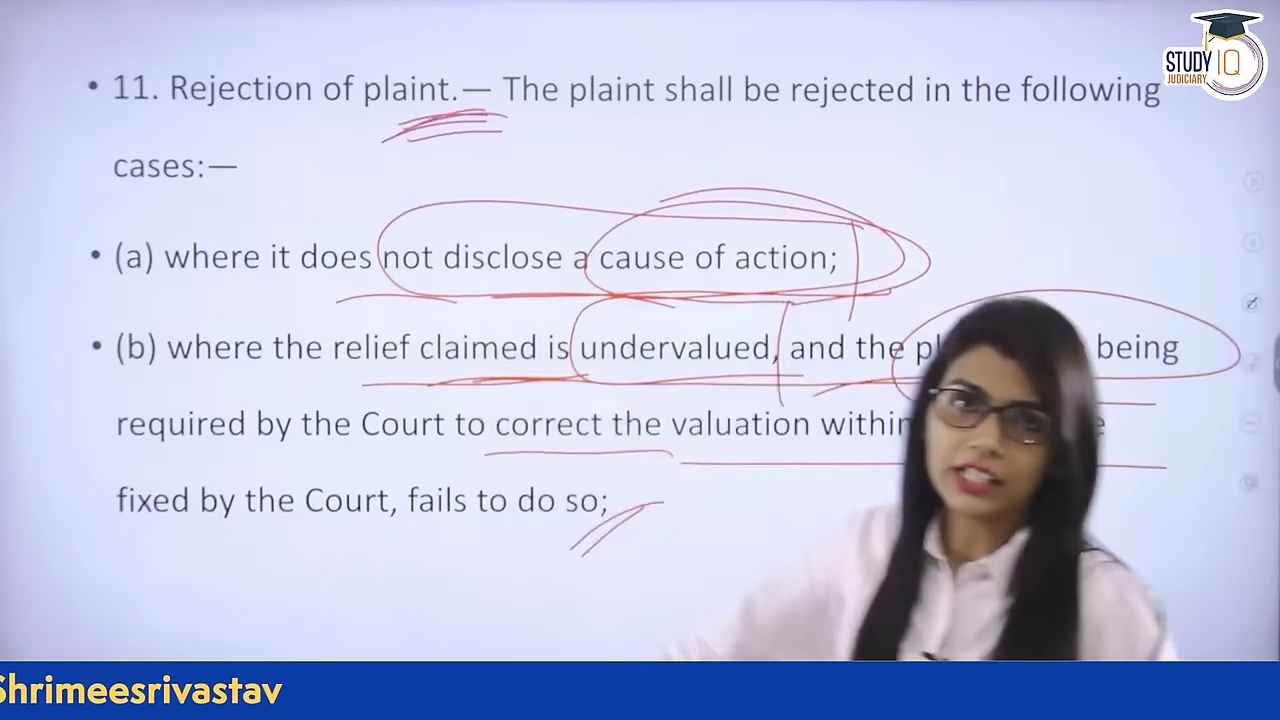 STUDY IQ
JUDICIARY
• 11. Rejection of plaint.— The plaint shall be rejected in the following
cases:—
• (a) where it does not disclose a cause of action;
• (b) where the relief claimed is undervalued, and the being
required by the Court to correct the valuation within
fixed by the Court, fails to do so;
Shrimeesrivastav